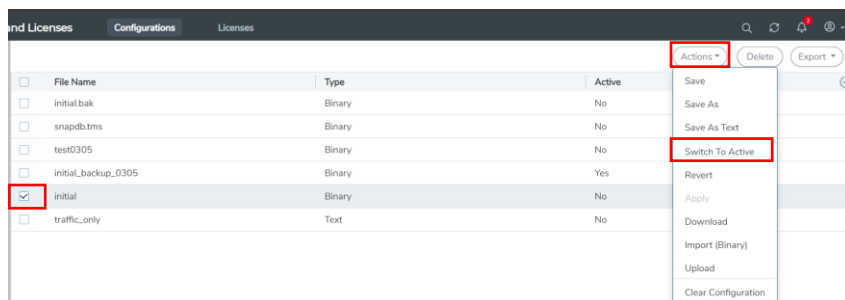 and Licenses Configurations Licenses 2
Actions Delete Export
File Name Type Active
initial.bak Binary No
snapdb.tms Binary No
test0305 Binary No
initial_backup_0305 Binary Yes
initial Binary No
traffic_only Text No
Save
Save As
Save As Text
Switch To Active
Revert
Apply
Download
Import (Binary)
Upload
Clear Configuration